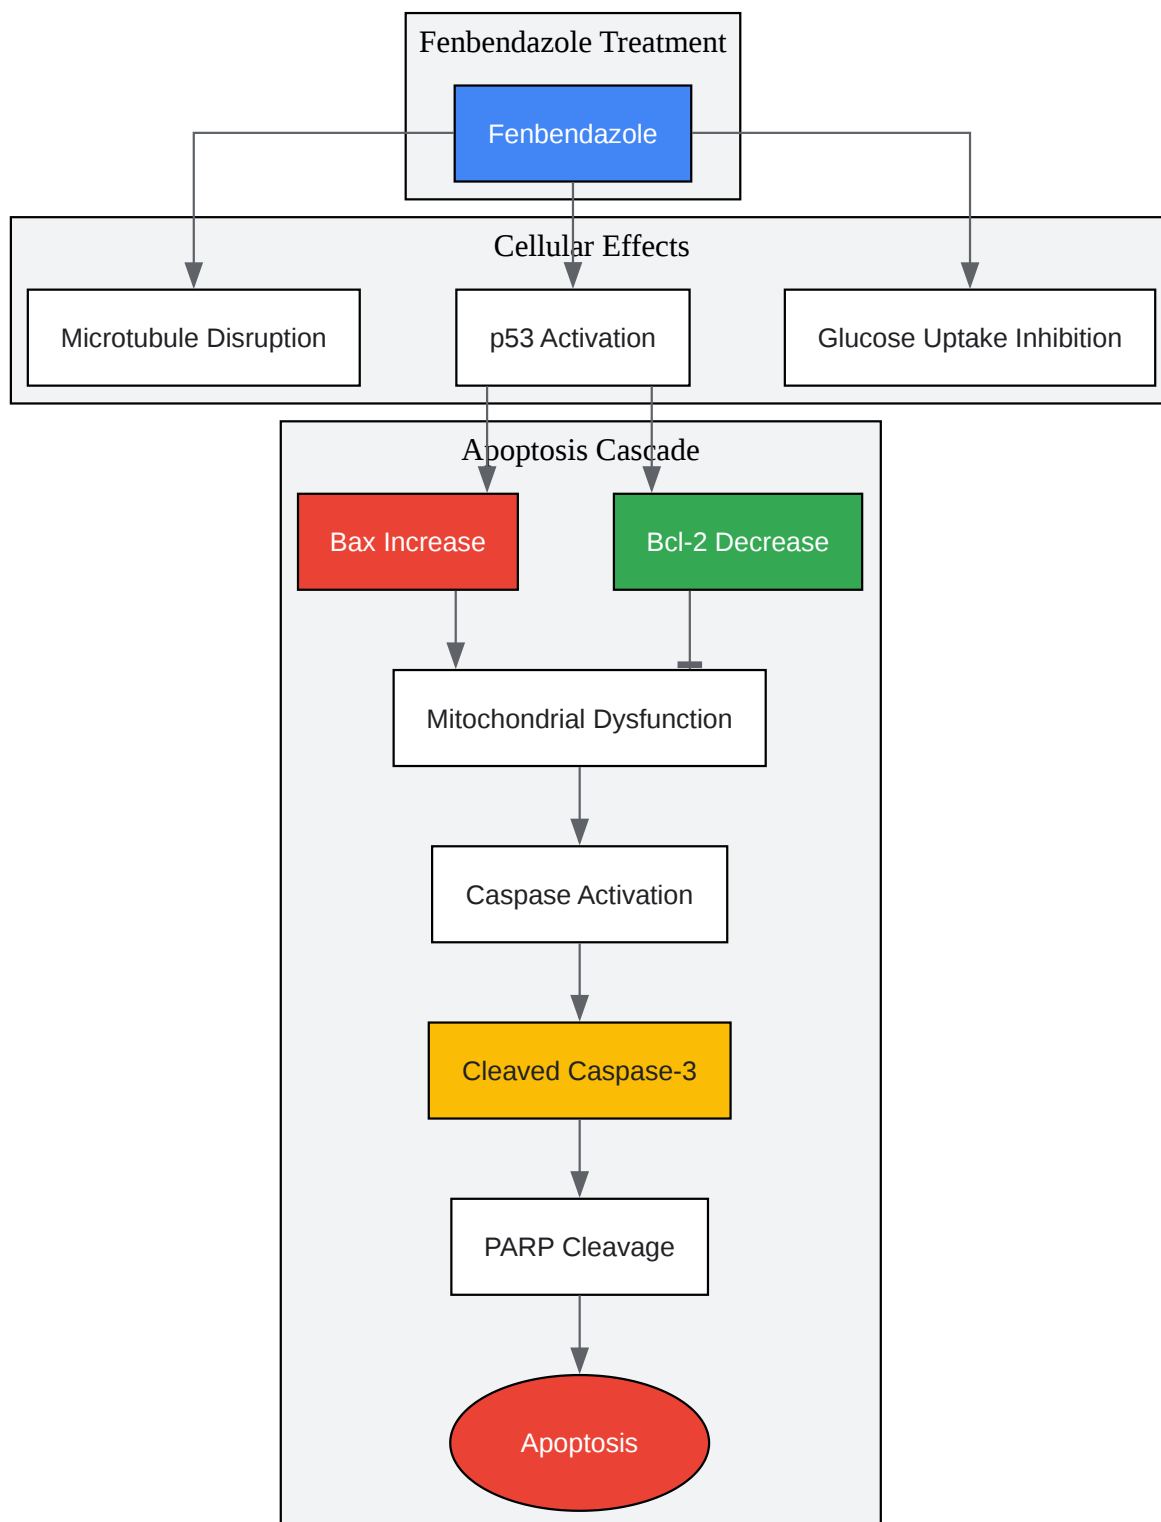 Fenbendazole Treatment
Fenbendazole
Cellular Effects
Microtubule Disruption
p53 Activation
Glucose Uptake Inhibition
Apoptosis Cascade
Bax Increase
Bcl-2 Decrease
Mitochondrial Dysfunction
Caspase Activation
Cleaved Caspase-3
PARP Cleavage
Apoptosis